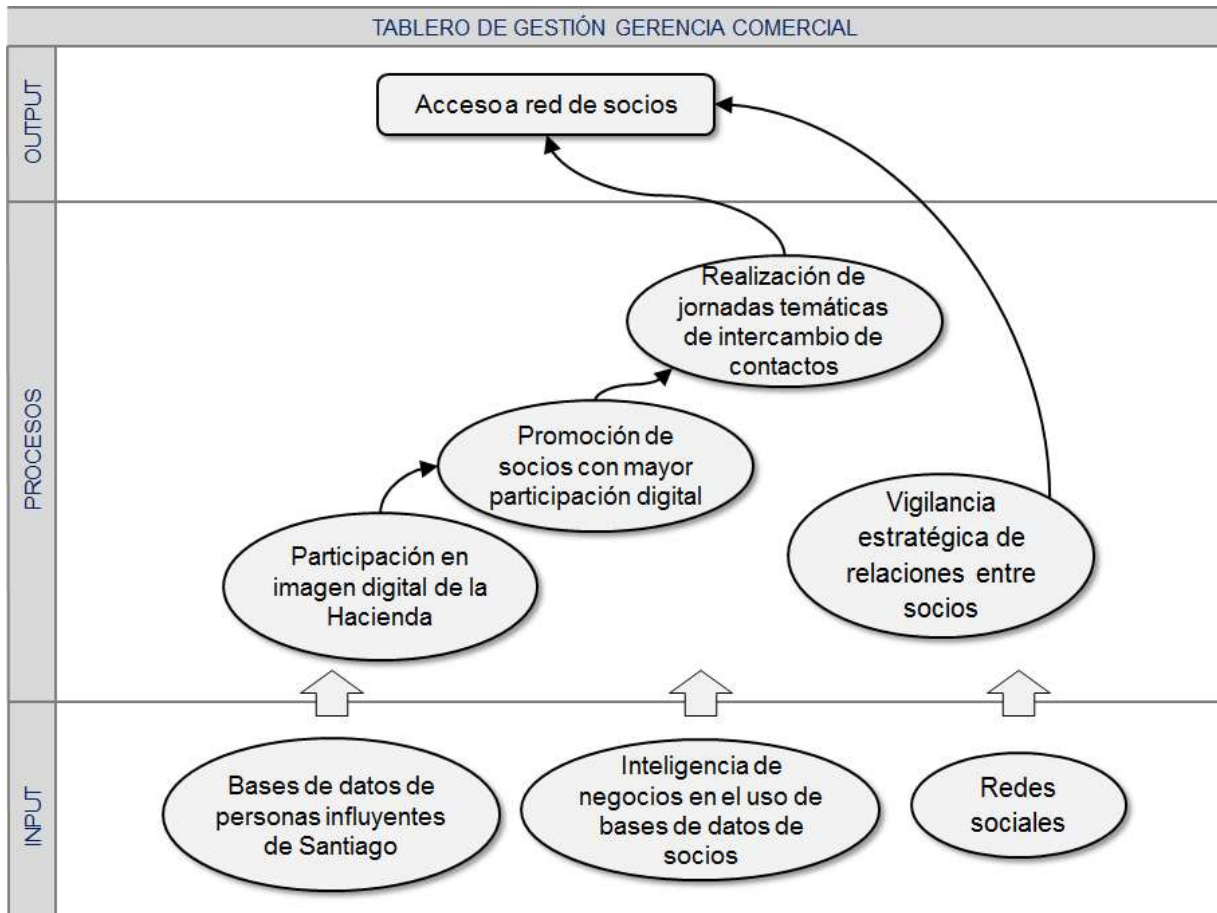 TABLERO DE GESTIÓN GERENCIA COMERCIAL
OUTPUT
Acceso a red de socios
PROCESOS
Realización de
jornadas temáticas
de intercambio de
contactos
Promoción de
socios con mayor
participación digital
Participación en
imagen digital de la
Hacienda
Vigilancia
estratégica de
relaciones entre
socios
INPUT
Bases de datos de
personas influyentes
de Santiago
Inteligencia de
negocios en el uso de
bases de datos de
socios
Redes
sociales